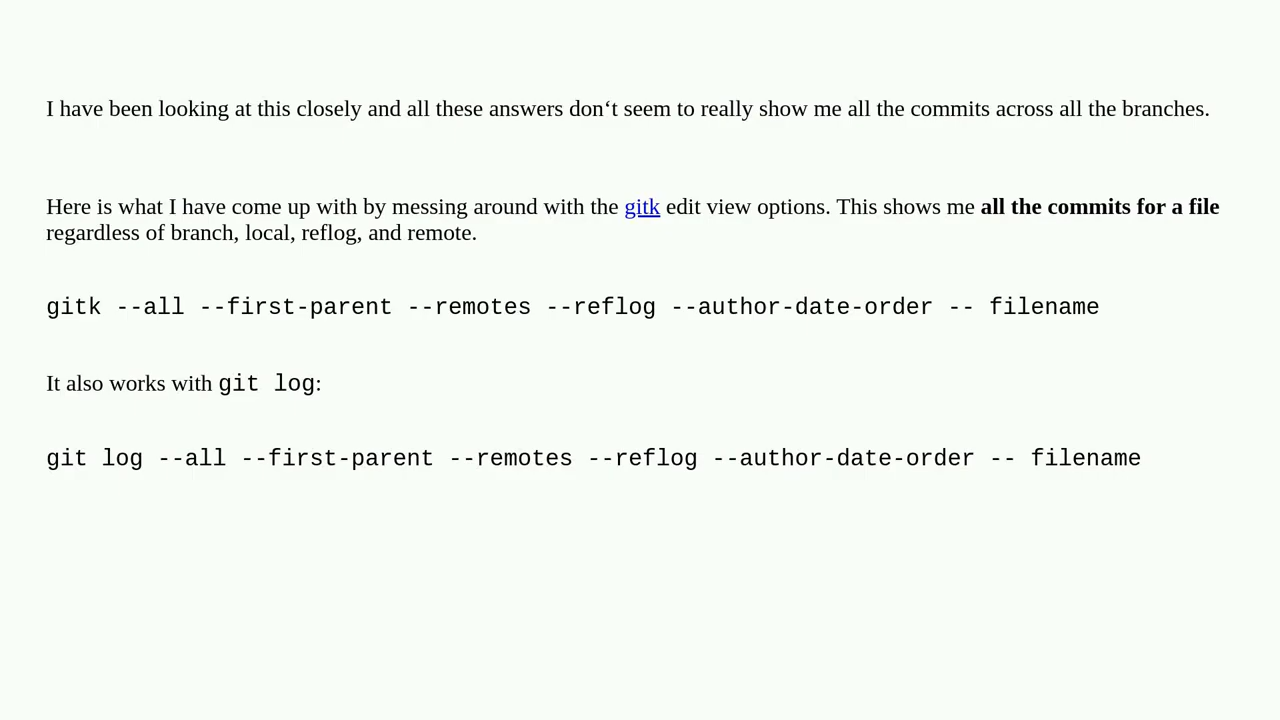 I have been looking at this closely and all these answers don‘t seem to really show me all the commits across all the branches.
Here is what I have come up with by messing around with the gitk edit view options. This shows me all the commits for a file
regardless of branch, local, reflog, and remote.
gitk --all --first-parent --remotes --reflog --author-date-order -- filename
It also works with git log:
git log --all --first-parent --remotes --reflog --author-date-order -- filename